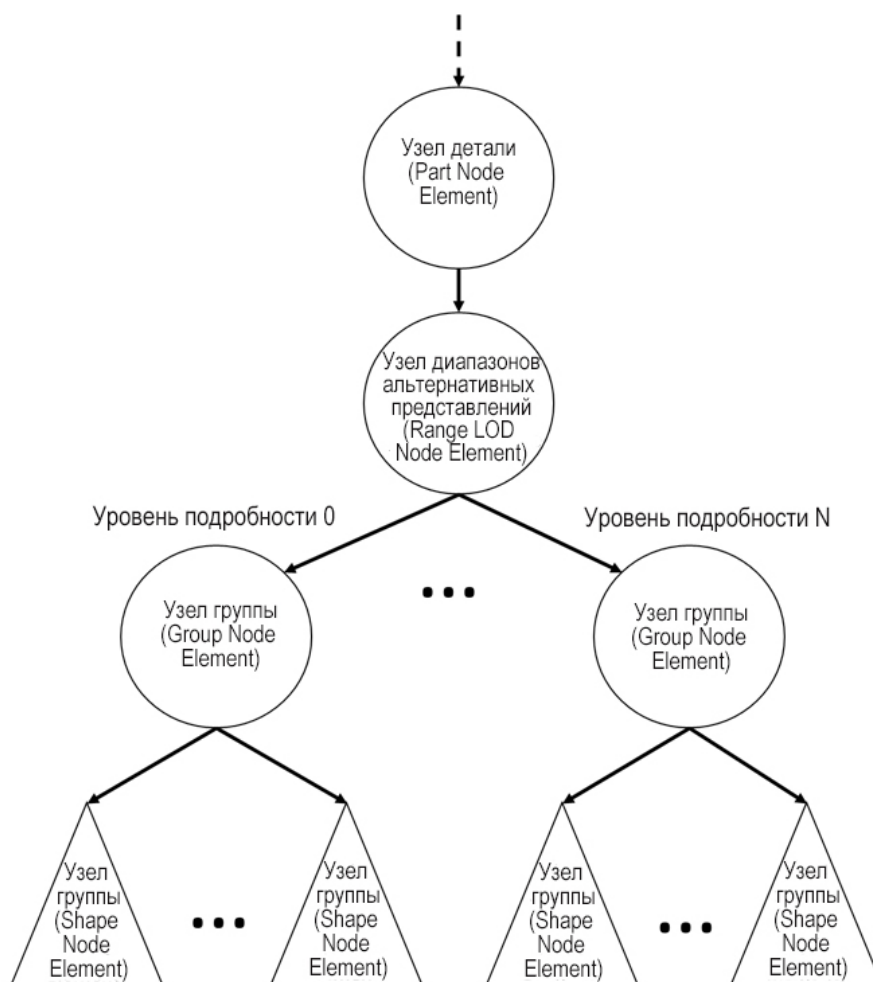 Узел детали
(Part Node
Element)
Узел диапазонов
альтернативных
представлений
(Range LOD
Node Element)
Уровень подробности 0
Уровень подробности N
Узел группы
(Group Node
Element)
Узел группы
(Group Node
Element)
Узел
группы
(Shape
Node
Element)
Узел
группы
(Shape
Node
Element)
Узел
группы
(Shape
Node
Element)
Узел
группы
(Shape
Node
Element)